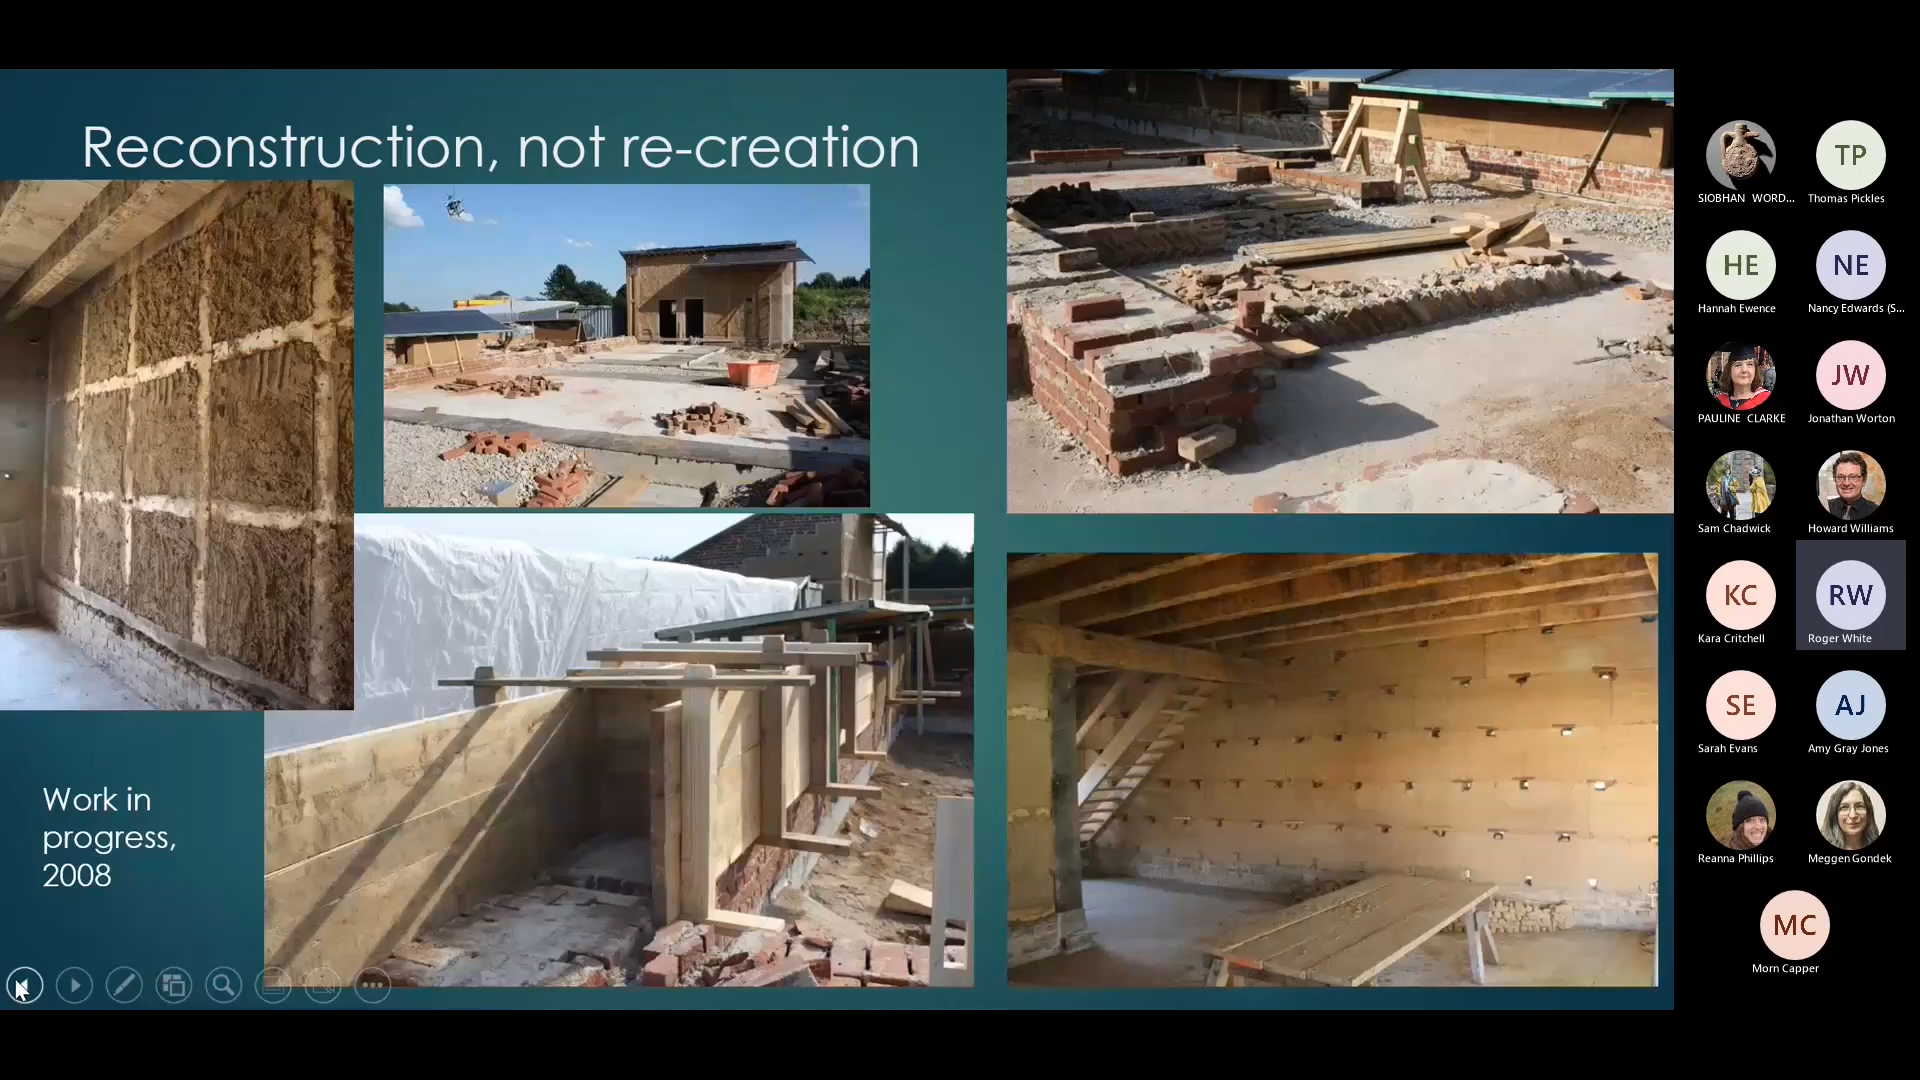 Reconstruction, not re-creation
Work in
progress,
2008
SIOBHAN WORD...
TP
Thomas Pickles
HE
Hannah Ewence
NE
Nancy Edwards (S...
PAULINE CLARKE
JW
Jonathan Worton
Sam Chadwick
Howard Williams
KC
Kara Critchell
RW
Roger White
SE
Sarah Evans
AJ
Amy Gray Jones
Reanna Phillips
Meggen Gondek
MC
Morn Capper